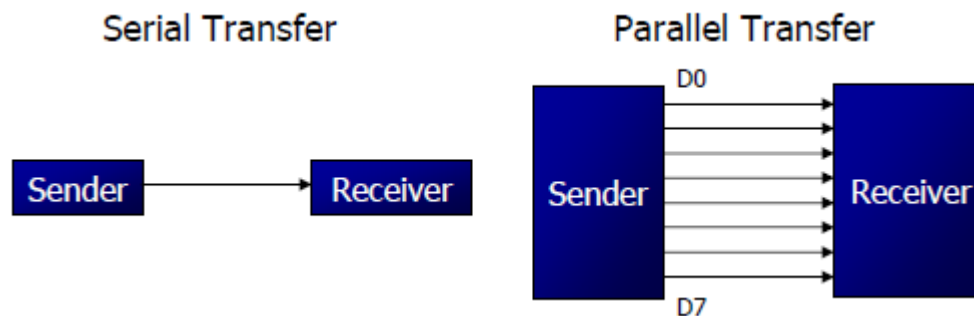 Serial Transfer
Sender
Receiver
Parallel Transfer
D0
Sender
Receiver
D7